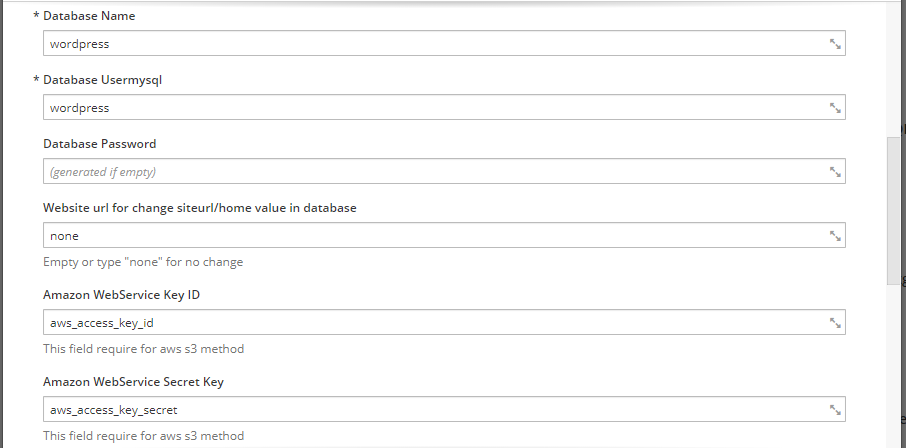 * Database Name
wordpress
* Database Usermysql
wordpress
Database Password
(generated if empty)
Website url for change siteurl/home value in database
none
Empty or type "none" for no change
Amazon WebService Key ID
aws_access_key_id
This field require for aws s3 method
Amazon WebService Secret Key
aws_access_key_secret
This field require for aws s3 method